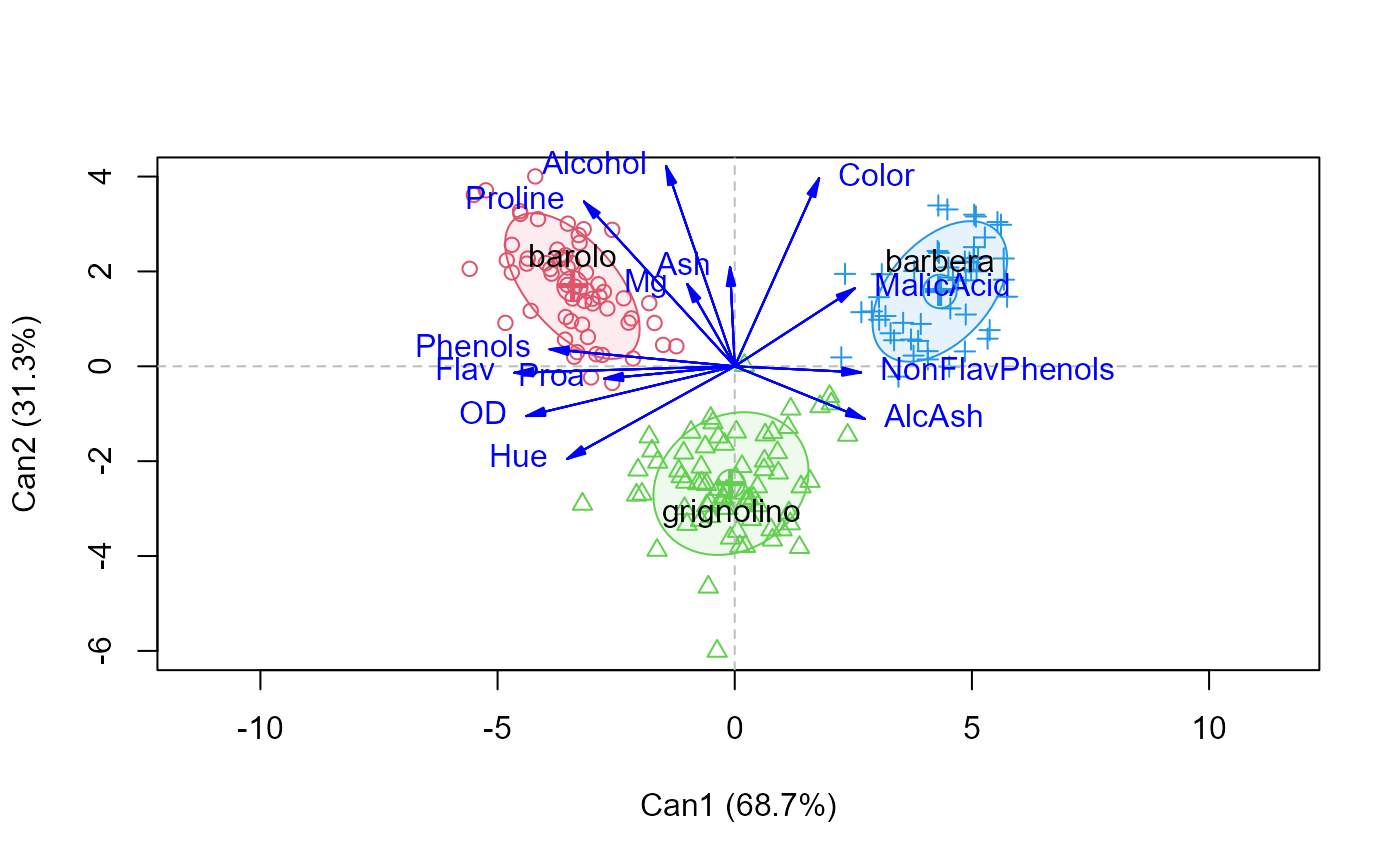 Can2 (31.3%)
4
2
0
-2
-4
-6
Alcohol
Color
Proline
barolo
Ash
barbera
Mg
MalicAcid
Phenols
Flav
Proa
NonFlavPhenols
OD
AlcAsh
Hue
grignolino
-10
-5
0
5
10
Can1 (68.7%)